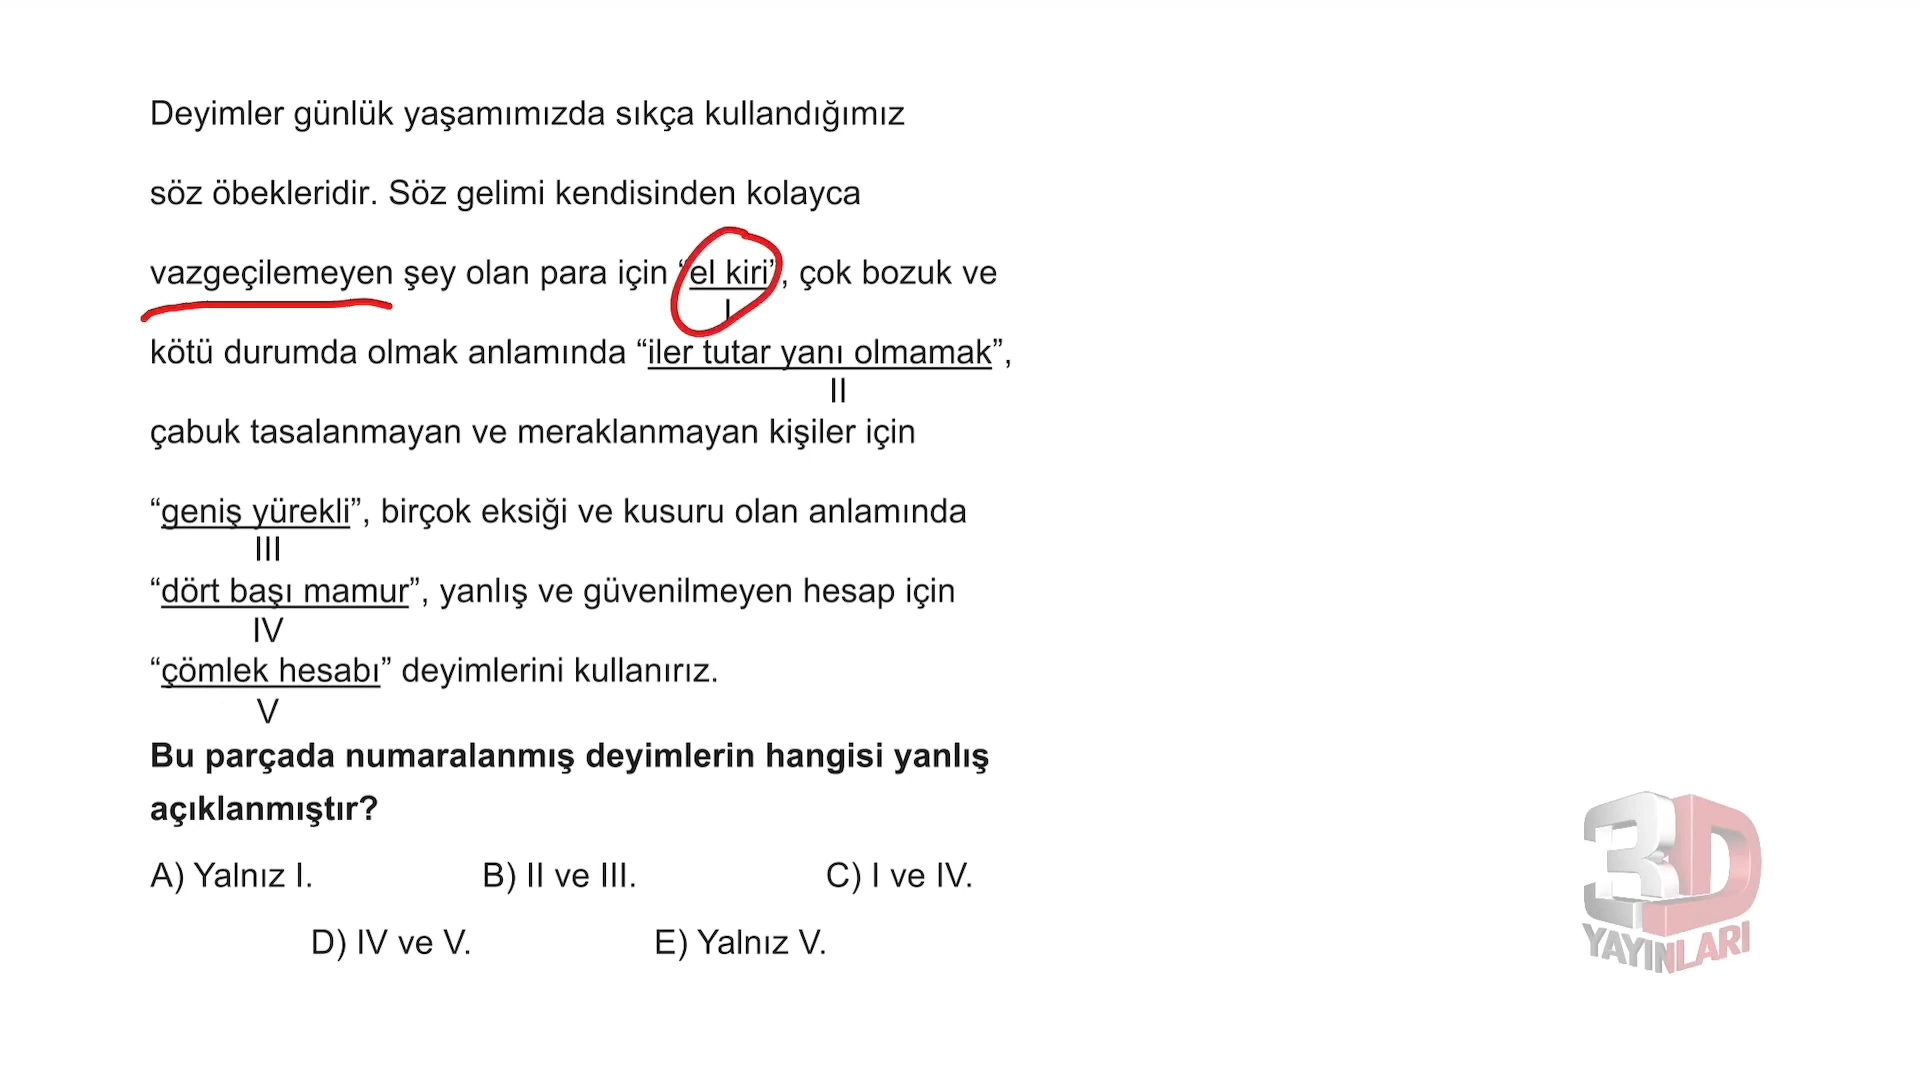 Deyimler günlük yaşamımızda sıkça kullandığımız
söz öbekleridir. Söz gelimi kendisinden kolayca
vazgeçilemeyen şey olan para için “el kiri”, çok bozuk ve
I
kötü durumda olmak anlamında “iler tutar yanı olmamak”,
II
çabuk tasalanmayan ve meraklanmayan kişiler için
“geniş yürekli”, birçok eksiği ve kusuru olan anlamında
III
“dört başı mamur”, yanlış ve güvenilmeyen hesap için
IV
“çömlek hesabı” deyimlerini kullanırız.
V
Bu parçada numaralanmış deyimlerin hangisi yanlış
açıklanmıştır?
A) Yalnız I. B) II ve III. C) I ve IV.
D) IV ve V. E) Yalnız V.
3D
YAYINLARI